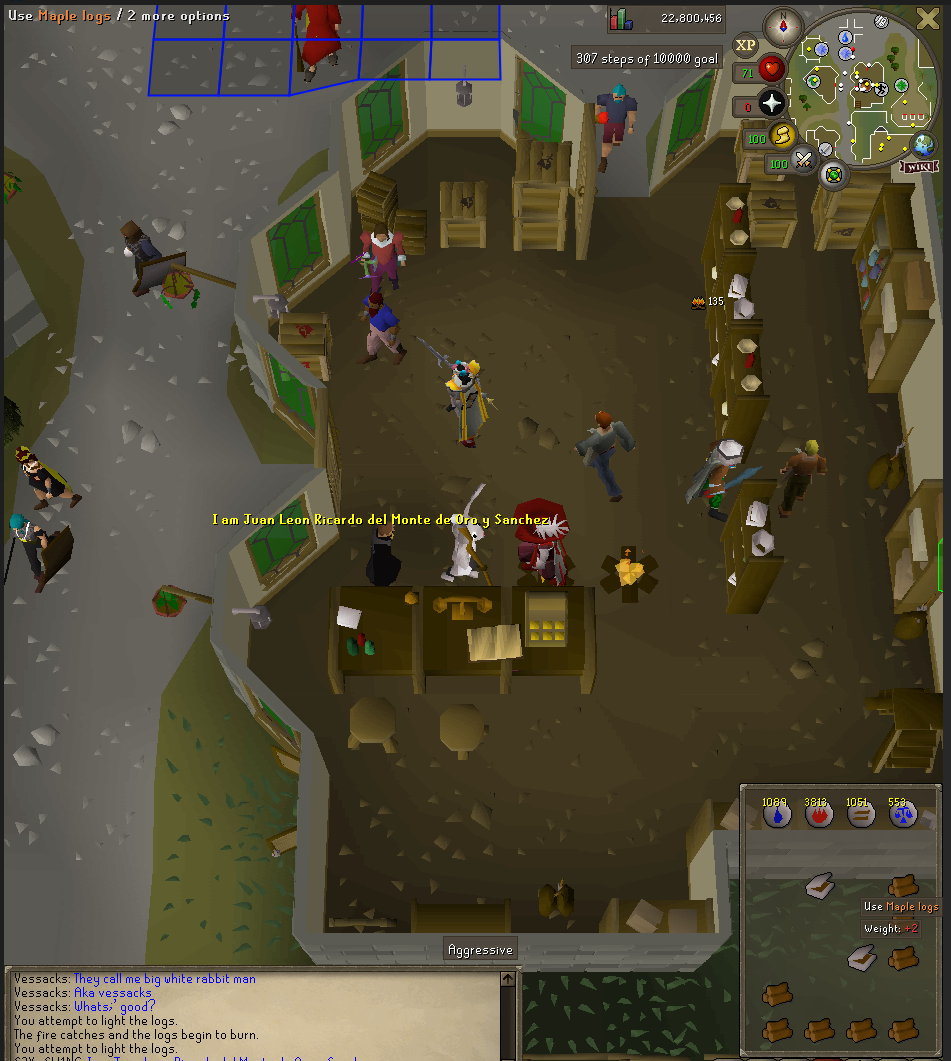 Use Maple logs / 2 more options
22,800,456
XP
307 steps of 10000 goal
71
0
100
100
WIKI
N
135
I am Juan Leon Ricardo del Monte de Oro y Sanchez
1089 3813 1051 553
Use Maple logs
Weight: +2
Aggressive
Vessacks: They call me big white rabbit man
Vessacks: Aka vessacks
Vessacks: Whats,' good?
You attempt to light the logs.
The fire catches and the logs begin to burn.
You attempt to light the logs.